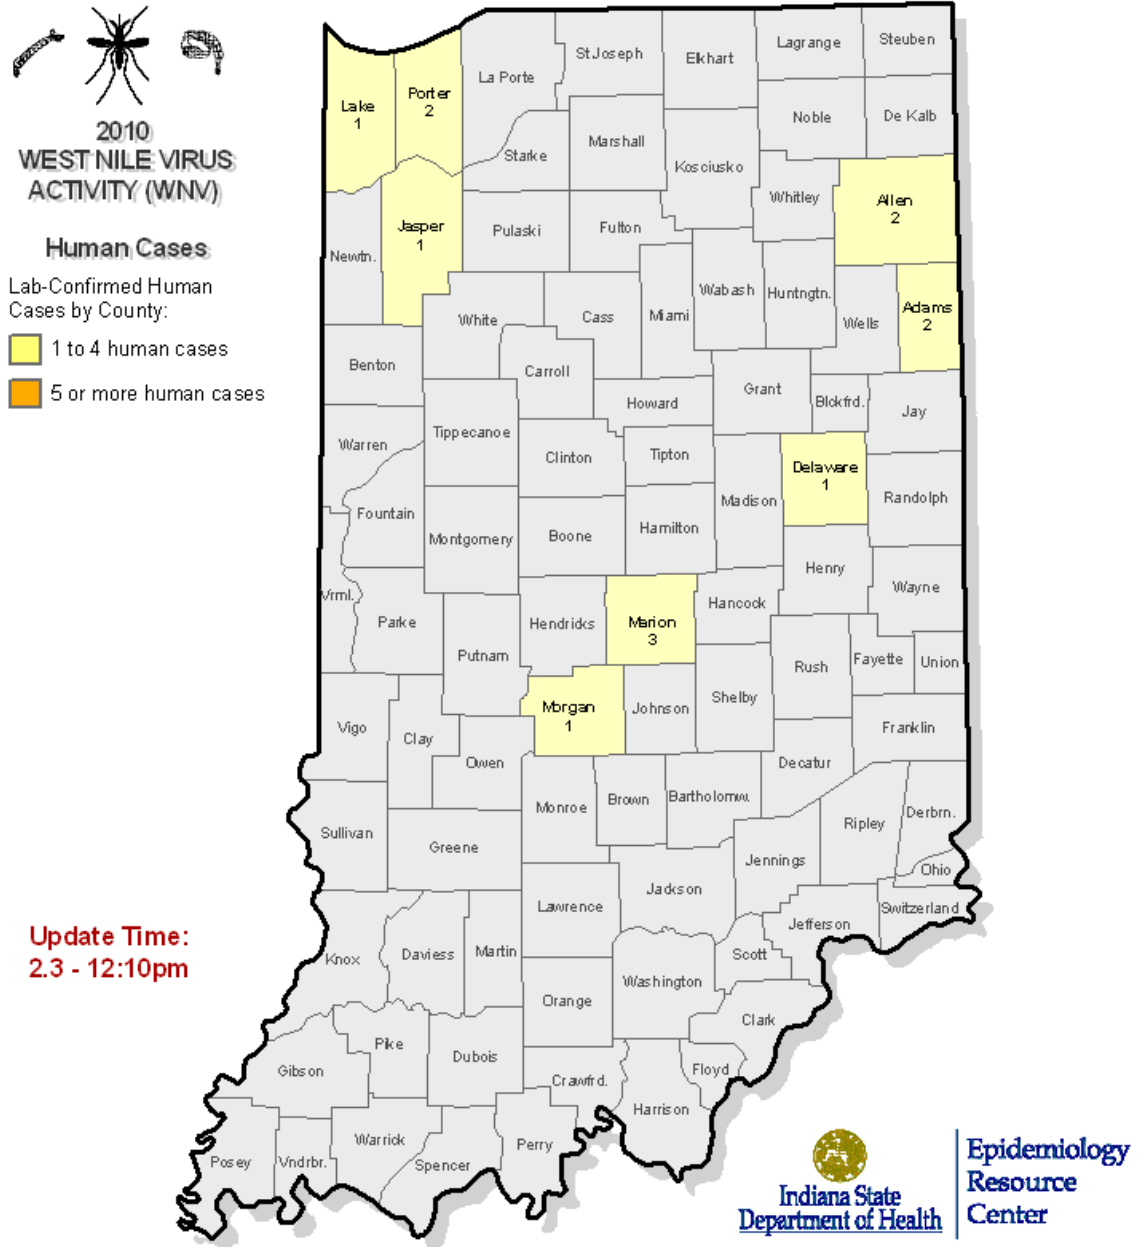 2010
WEST NILE VIRUS
ACTIVITY (WNV)
Human Cases
Lab-Confirmed Human
Cases by County:
1 to 4 human cases
5 or more human cases
Update Time:
2.3 - 12:10pm
Lake
1
Porter
2
La Porte
St.Joseph
Elkhart
Lagrange
Steuben
Noble
De Kalb
Starke
Marshall
Kosciusko
Whitley
Allen
2
Newtn.
Jasper
1
Pulaski
Fulton
Wabash
Huntngtn.
Wells
Adams
2
White
Cass
Miami
Benton
Carroll
Howard
Grant
Blckfrd.
Jay
Warren
Tippecanoe
Clinton
Tipton
Madison
Delaware
1
Randolph
Fountain
Montgomery
Boone
Hamilton
Henry
Wayne
Vrml.
Parke
Putnam
Hendricks
Marion
3
Hancock
Rush
Fayette
Union
Vigo
Clay
Owen
Morgan
1
Johnson
Shelby
Decatur
Franklin
Sullivan
Greene
Monroe
Brown
Bartholomw.
Jennings
Ripley
Derbrn.
Ohio
Switzerland
Knox
Daviess
Martin
Lawrence
Jackson
Jefferson
Scott
Orange
Washington
Clark
Gibson
Pike
Dubois
Crawfrd.
Floyd
Harrison
Posey
Vndrbr.
Warrick
Spencer
Perry
Indiana State
Department of Health
Epidemiology
Resource
Center